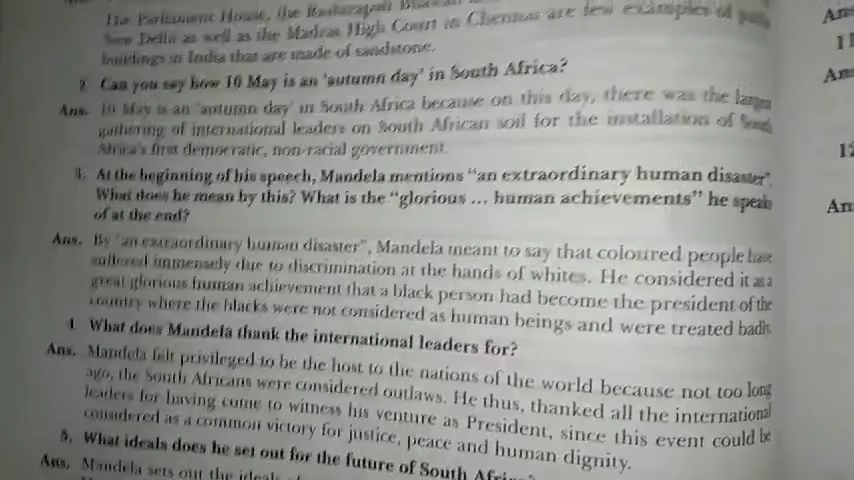 The Parliament House, the Rashtrapati Bhavan
New Delhi as well as the Madras High Court in Chennai are few examples of
buildings in India that are made of sandstone.
2. Can you say how 10 May is an 'autumn day' in South Africa?
Ans. 10 May is an 'autumn day' in South Africa because on this day, there was the largest
gathering of international leaders on South African soil for the installation of South
Africa's first democratic, non-racial government.
3. At the beginning of his speech, Mandela mentions "an extraordinary human disaster".
What does he mean by this? What is the "glorious ... human achievements" he speaks
of at the end?
Ans. By "an extraordinary human disaster", Mandela meant to say that coloured people have
suffered immensely due to discrimination at the hands of whites. He considered it as a
great glorious human achievement that a black person had become the president of the
country where the blacks were not considered as human beings and were treated badly.
4. What does Mandela thank the international leaders for?
Ans. Mandela felt privileged to be the host to the nations of the world because not too long
ago, the South Africans were considered outlaws. He thus, thanked all the international
leaders for having come to witness his venture as President, since this event could be
considered as a common victory for justice, peace and human dignity.
5. What ideals does he set out for the future of South Africa?
Ans. Mandela sets out the ideals
Ans
11
Ans
12
An